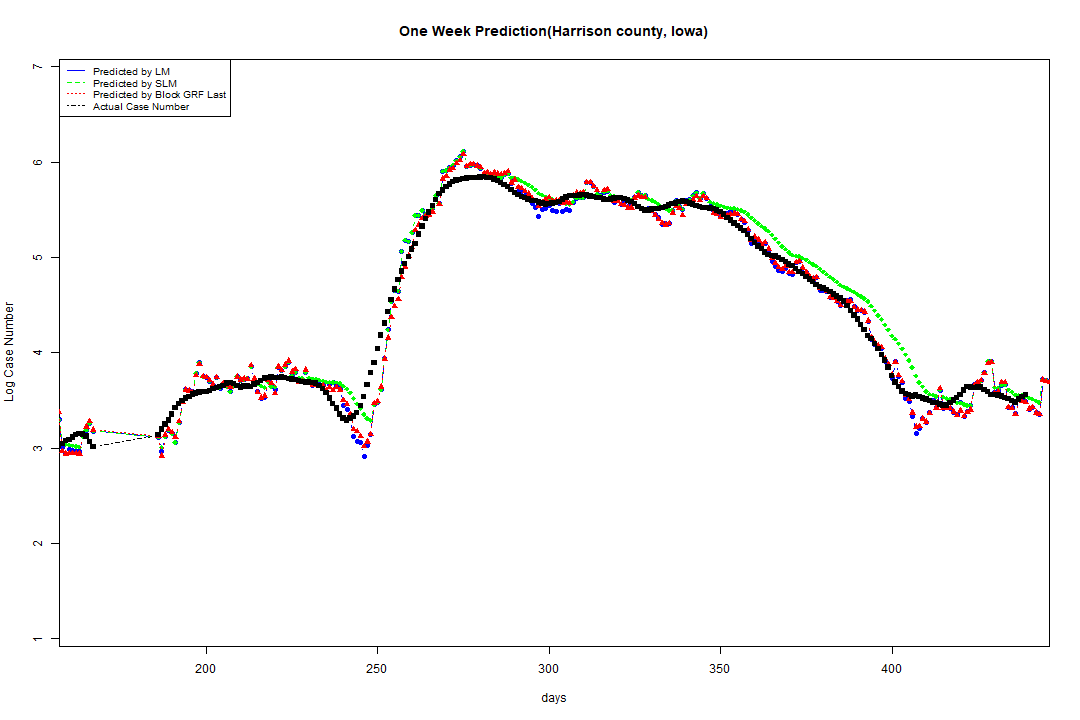 One Week Prediction(Harrison county, Iowa)
Predicted by LM
Predicted by SLM
Predicted by Block GRF Last
Actual Case Number
7
6
5
4
3
2
1
Log Case Number
200 250 300 350 400
days